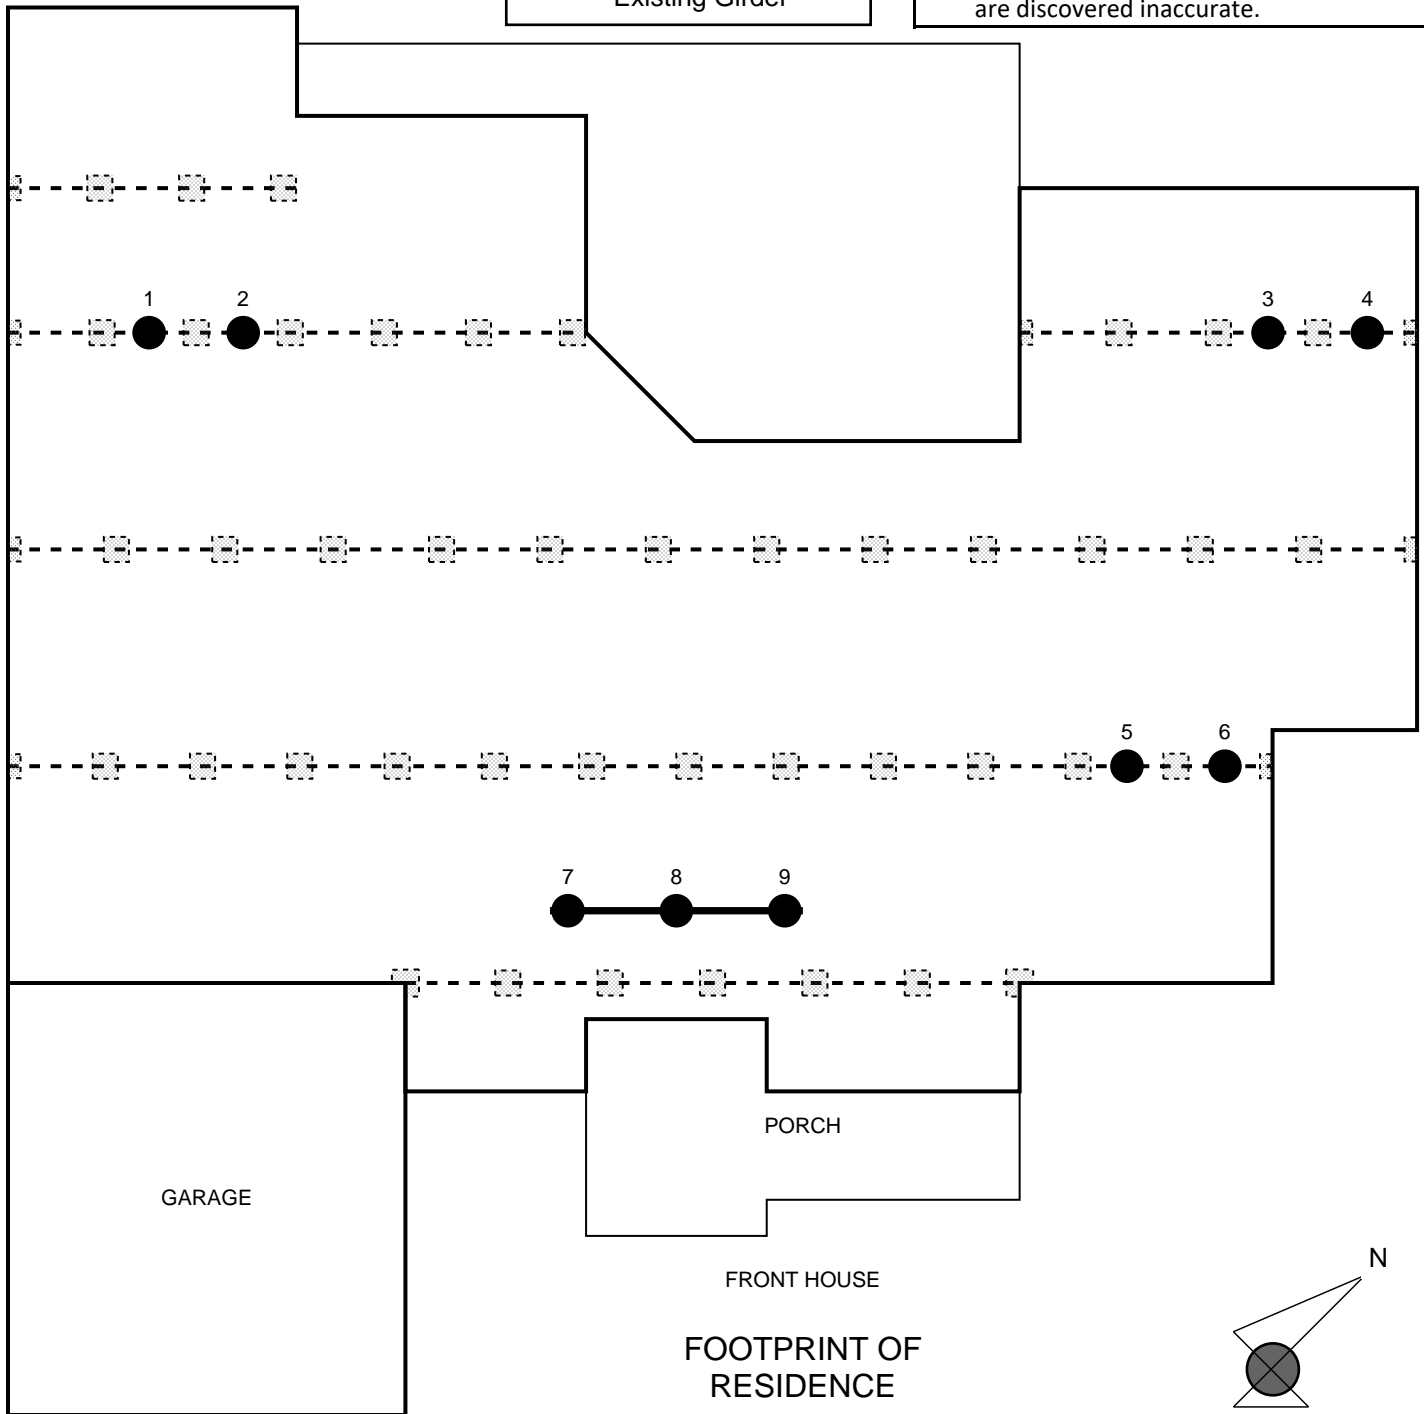 Existing Girder
are discovered inaccurate.
1 2 3 4
5 6
7 8 9
PORCH
GARAGE
FRONT HOUSE
N
FOOTPRINT OF
RESIDENCE